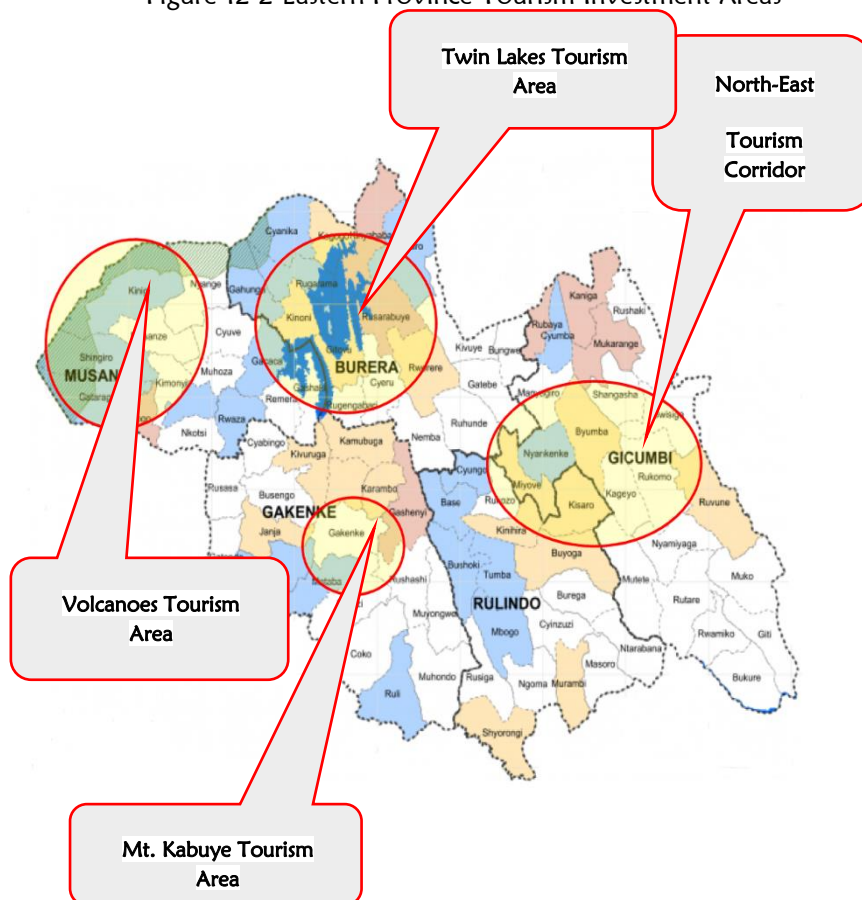 Figure 12-2 Eastern Province Tourism Investment Areas
Twin Lakes Tourism
Area
North-East
Tourism
Corridor
Cyanika
Kinigi
Nyange
Gahunga
Rugarama
Kinoni
Rusarabuye
Cyuve
Shingiro
MUSAN
Muhoza
Kimonyi
Gacaca
BURERA
Cyeru
Rwerere
Kivuye
Bungwe
Gatebe
Remera
Rugengabari
Nkotsi
Rwaza
Nemba
Ruhunde
Kaniga
Rushaki
Rubaya
Cyumba
Mukarange
Shangasha
Byumba
Nyankenke
GICUMBI
Rukomo
Miyove
Kageyo
Kisaro
Ruvune
Cyabingo
Kamubuga
Kivuruga
Rusasa
Busengo
Karambo
GAKENKE
Gashenyi
Janja
Gakenke
Mataba
Rushashi
Muyongwe
Coko
Muhondo
Ruli
Cyungo
Base
Rukozo
Kinihira
Buyoga
Bushoki
Tumba
RULINDO
Burega
Mbogo
Cyinzuzi
Rusiga
Ngoma
Murambi
Masoro
Ntarabana
Shyorongi
Nyamiyaga
Mutete
Muko
Rutare
Rwamiko
Giti
Bukure
Volcanoes Tourism
Area
Mt. Kabuye Tourism
Area